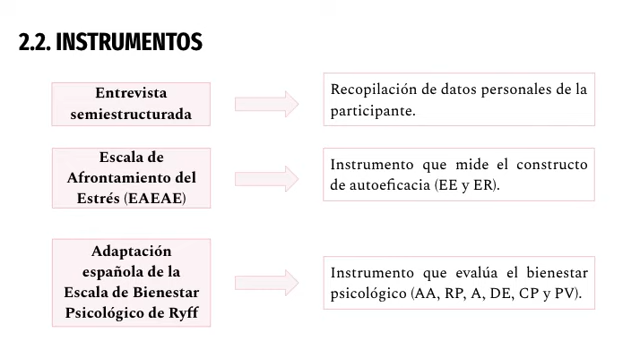 2.2. INSTRUMENTOS
Entrevista
semiestructurada
Recopilación de datos personales de la
participante.
Escala de
Afrontamiento del
Estrés (EAEAE)
Instrumento que mide el constructo
de autoeficacia (EE y ER).
Adaptación
española de la
Escala de Bienestar
Psicológico de Ryff
Instrumento que evalúa el bienestar
psicológico (AA, RP, A, DE, CP y PV).